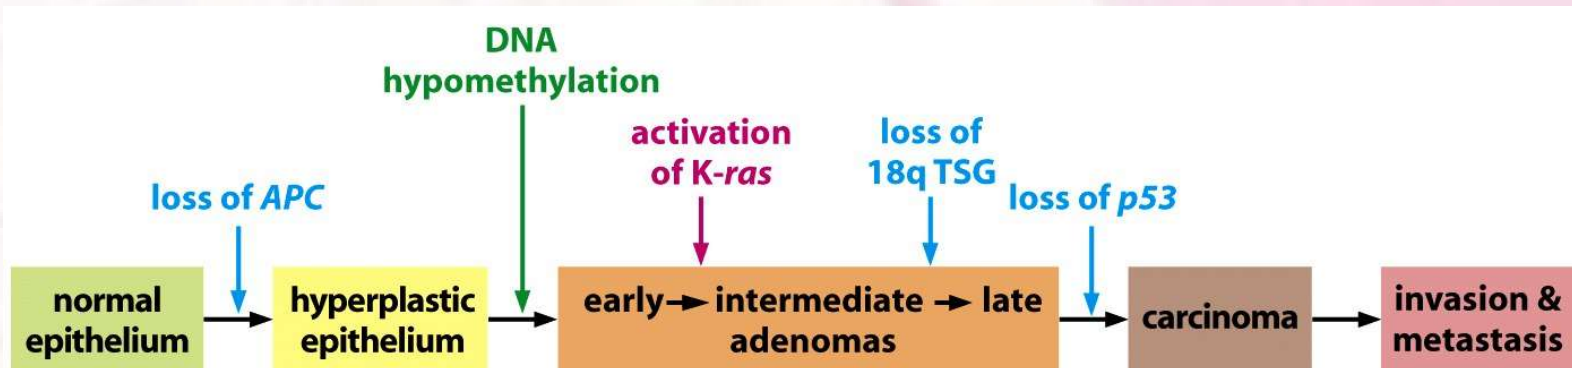 DNA
hypomethylation
activation
of K-ras
loss of
18q TSG
loss of APC
loss of p53
normal
epithelium
hyperplastic
epithelium
early → intermediate → late
adenomas
carcinoma
invasion &
metastasis